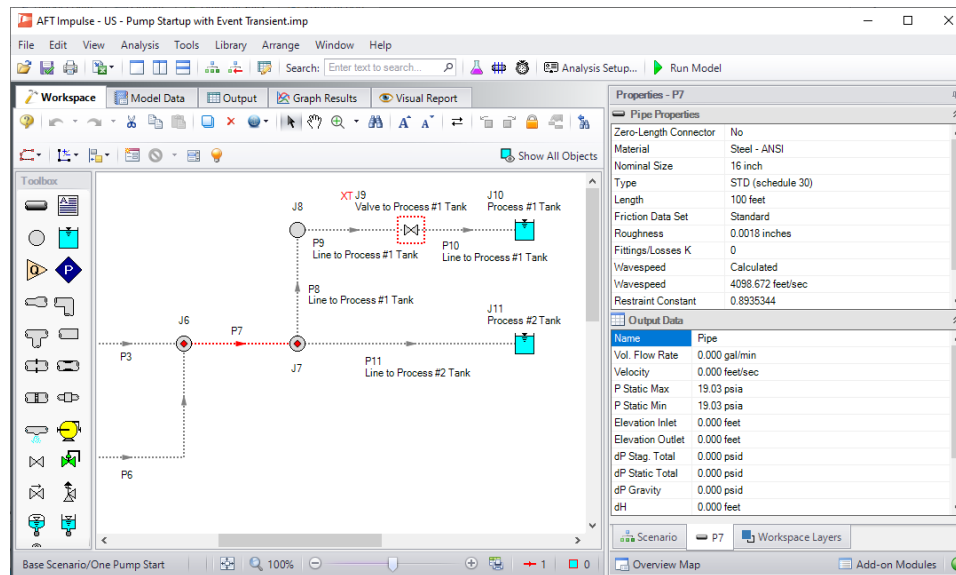 AFT Impulse - US - Pump Startup with Event Transient.imp
File Edit View Analysis Tools Library Arrange Window Help
Search: Enter text to search... Analysis Setup... Run Model
Workspace Model Data Output Graph Results Visual Report
Show All Objects
Toolbox
XT J9
Valve to Process #1 Tank
J10
Process #1 Tank
J8
P9
Line to Process #1 Tank
P10
Line to Process #1 Tank
P8
Line to Process #1 Tank
J11
Process #2 Tank
J6
P7
P3
J7
P11
Line to Process #2 Tank
P6
Properties - P7
Pipe Properties
Zero-Length Connector No
Material Steel - ANSI
Nominal Size 16 inch
Type STD (schedule 30)
Length 100 feet
Friction Data Set Standard
Roughness 0.0018 inches
Fittings/Losses K 0
Wavespeed Calculated
Wavespeed 4098.672 feet/sec
Restraint Constant 0.8935344
Output Data
Name Pipe
Vol. Flow Rate 0.000 gal/min
Velocity 0.000 feet/sec
P Static Max 19.03 psia
P Static Min 19.03 psia
Elevation Inlet 0.000 feet
Elevation Outlet 0.000 feet
dP Stag. Total 0.000 psid
dP Static Total 0.000 psid
dP Gravity 0.000 psid
dH 0.000 feet
Scenario P7 Workspace Layers
Base Scenario/One Pump Start 100% 1 0 Overview Map Add-on Modules